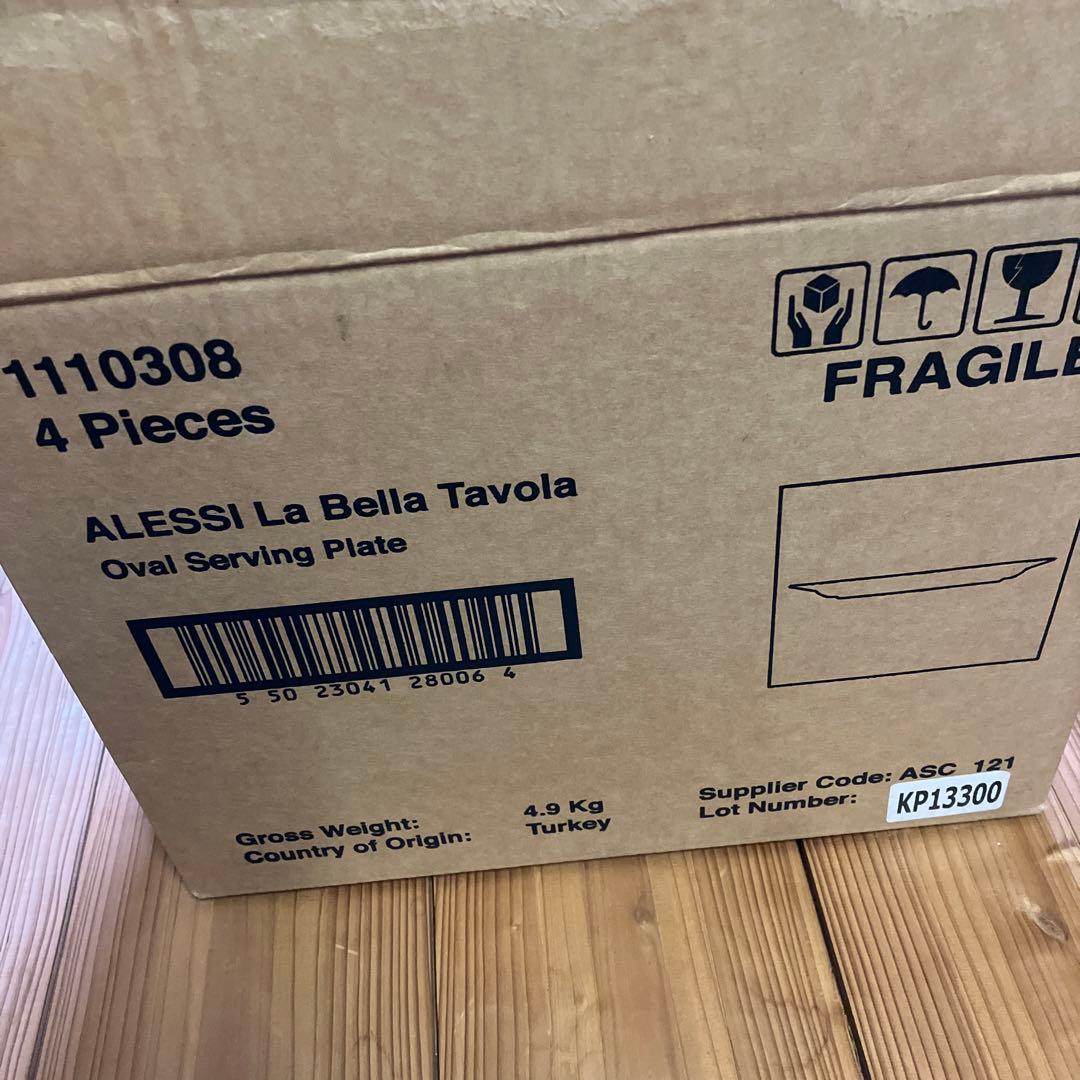 1110308
4 Pieces
FRAGILE
ALESSI La Bella Tavola
Oval Serving Plate
5 50 23041 28006 4
Gross Weight: 4.9 Kg
Country of Origin: Turkey
Supplier Code: ASC 121
Lot Number: KP13300